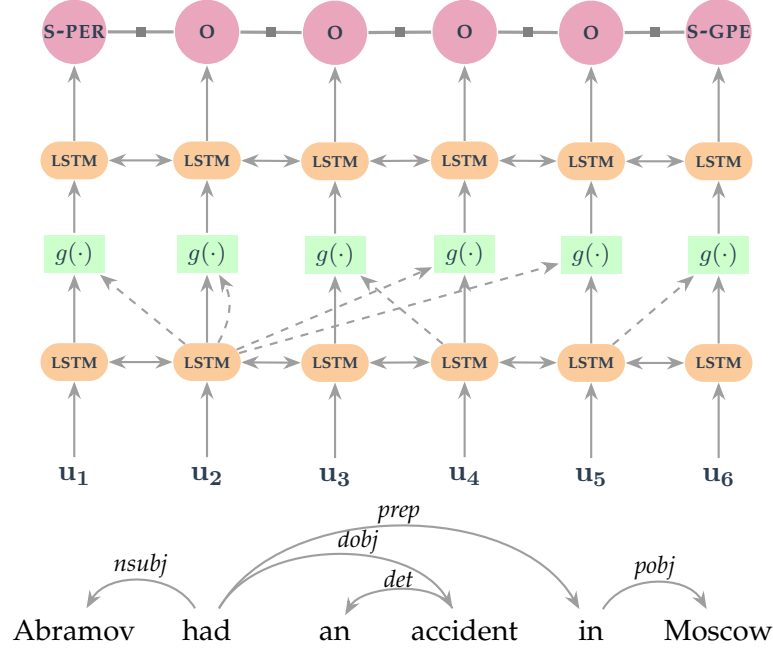 S-PER O O O O S-GPE
LSTM LSTM LSTM LSTM LSTM LSTM
g(·) g(·) g(·) g(·) g(·) g(·)
LSTM LSTM LSTM LSTM LSTM LSTM
u₁ u₂ u₃ u₄ u₅ u₆
prep
dobj
nsubj det pobj
Abramov had an accident in Moscow